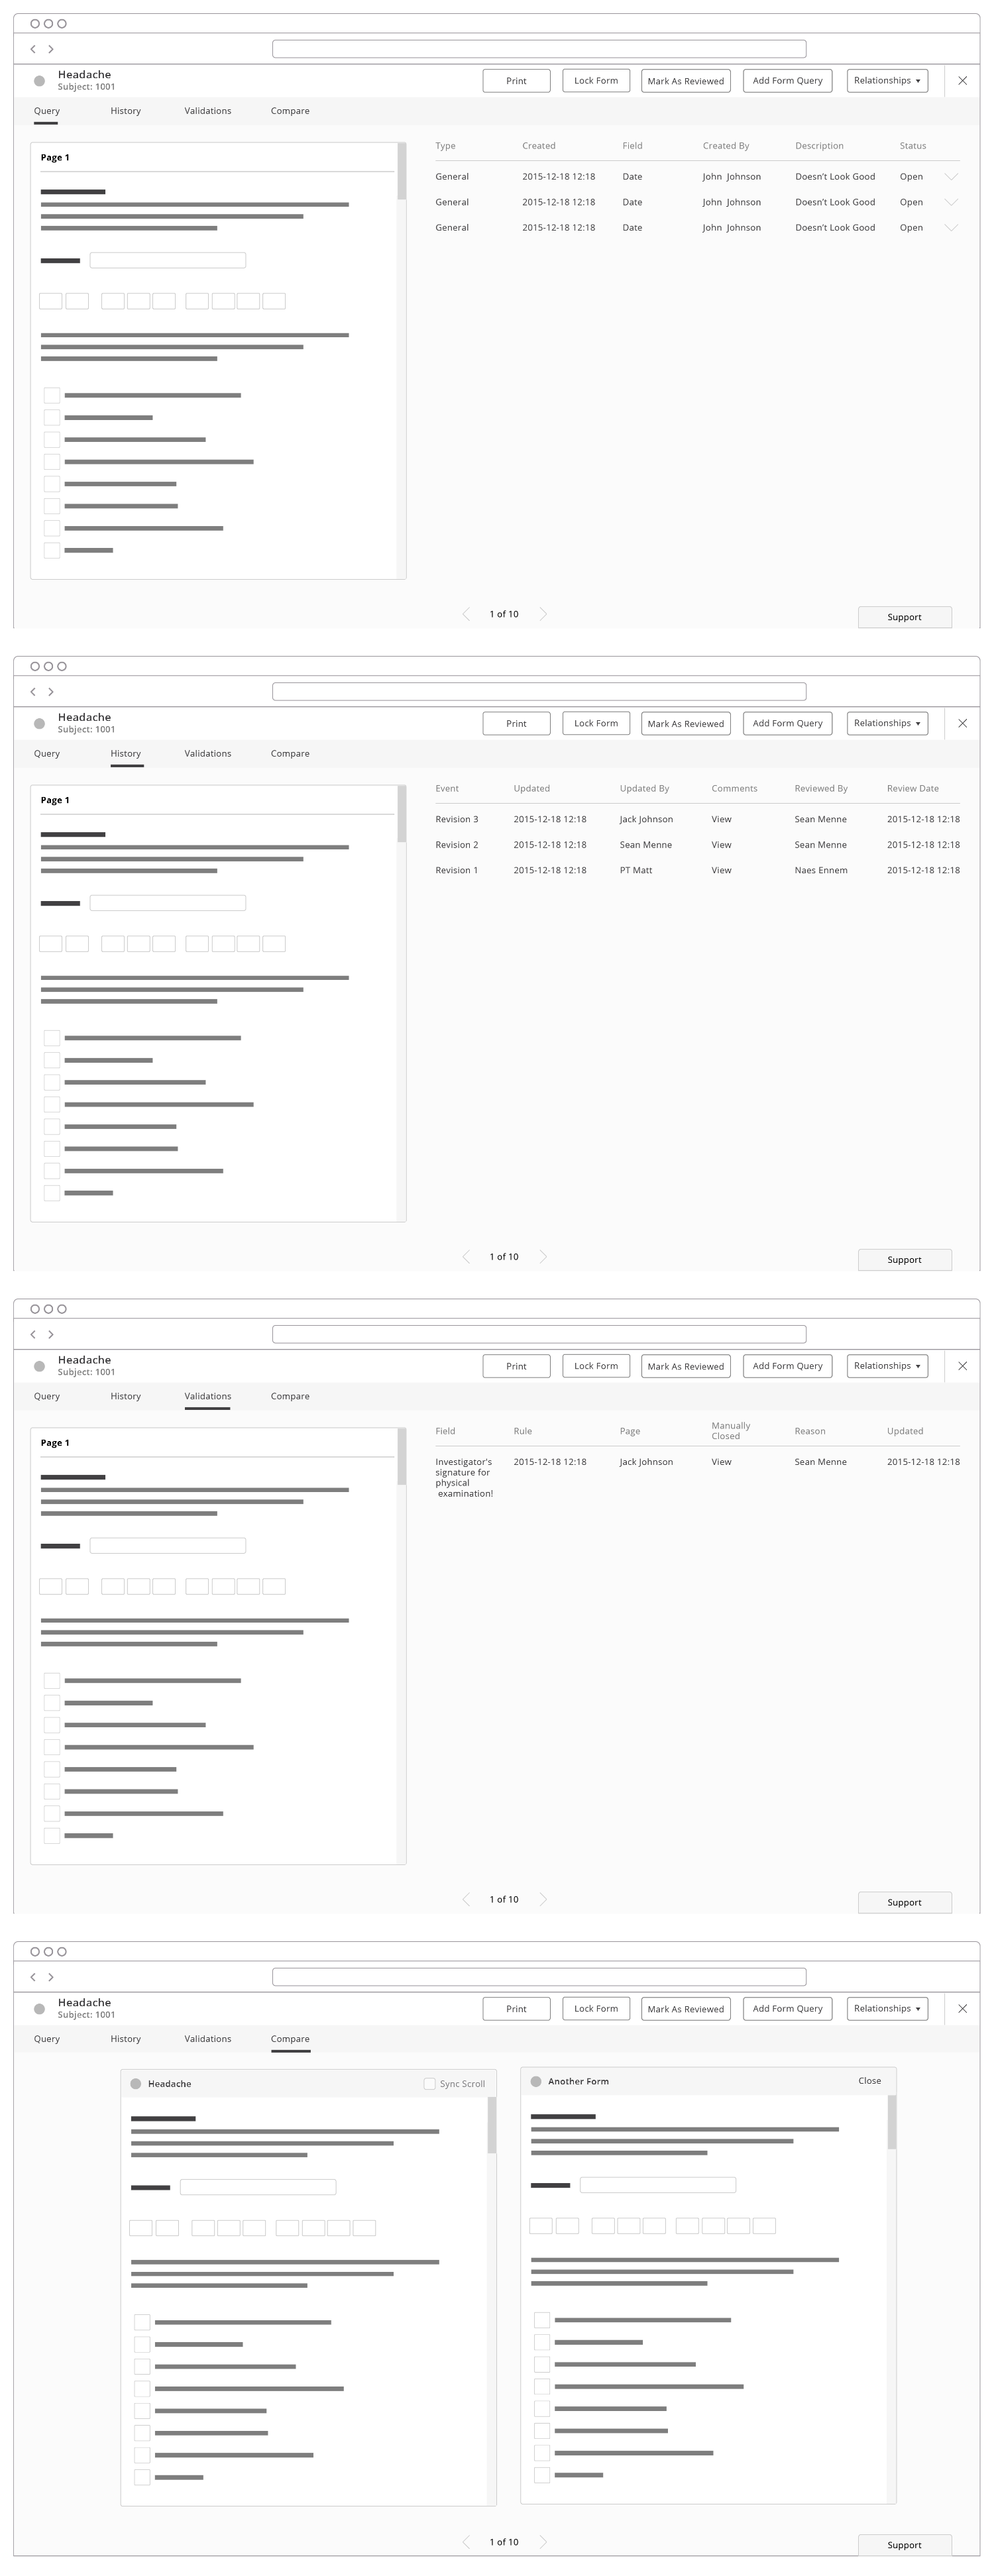 Headache
Subject: 1001
Print Lock Form Mark As Reviewed Add Form Query Relationships ▾
Query History Validations Compare
Page 1
Type Created Field Created By Description Status
General 2015-12-18 12:18 Date John Johnson Doesn't Look Good Open
General 2015-12-18 12:18 Date John Johnson Doesn't Look Good Open
General 2015-12-18 12:18 Date John Johnson Doesn't Look Good Open
1 of 10
Support
Headache
Subject: 1001
Print Lock Form Mark As Reviewed Add Form Query Relationships ▾
Query History Validations Compare
Page 1
Event Updated Updated By Comments Reviewed By Review Date
Revision 3 2015-12-18 12:18 Jack Johnson View Sean Menne 2015-12-18 12:18
Revision 2 2015-12-18 12:18 Sean Menne View Sean Menne 2015-12-18 12:18
Revision 1 2015-12-18 12:18 PT Matt View Naes Ennem 2015-12-18 12:18
1 of 10
Support
Headache
Subject: 1001
Print Lock Form Mark As Reviewed Add Form Query Relationships ▾
Query History Validations Compare
Page 1
Field Rule Page Manually Closed Reason Updated
Investigator's 2015-12-18 12:18 Jack Johnson View Sean Menne 2015-12-18 12:18
signature for
physical
examination!
1 of 10
Support
Headache
Subject: 1001
Print Lock Form Mark As Reviewed Add Form Query Relationships ▾
Query History Validations Compare
Headache Sync Scroll
Another Form Close
1 of 10
Support